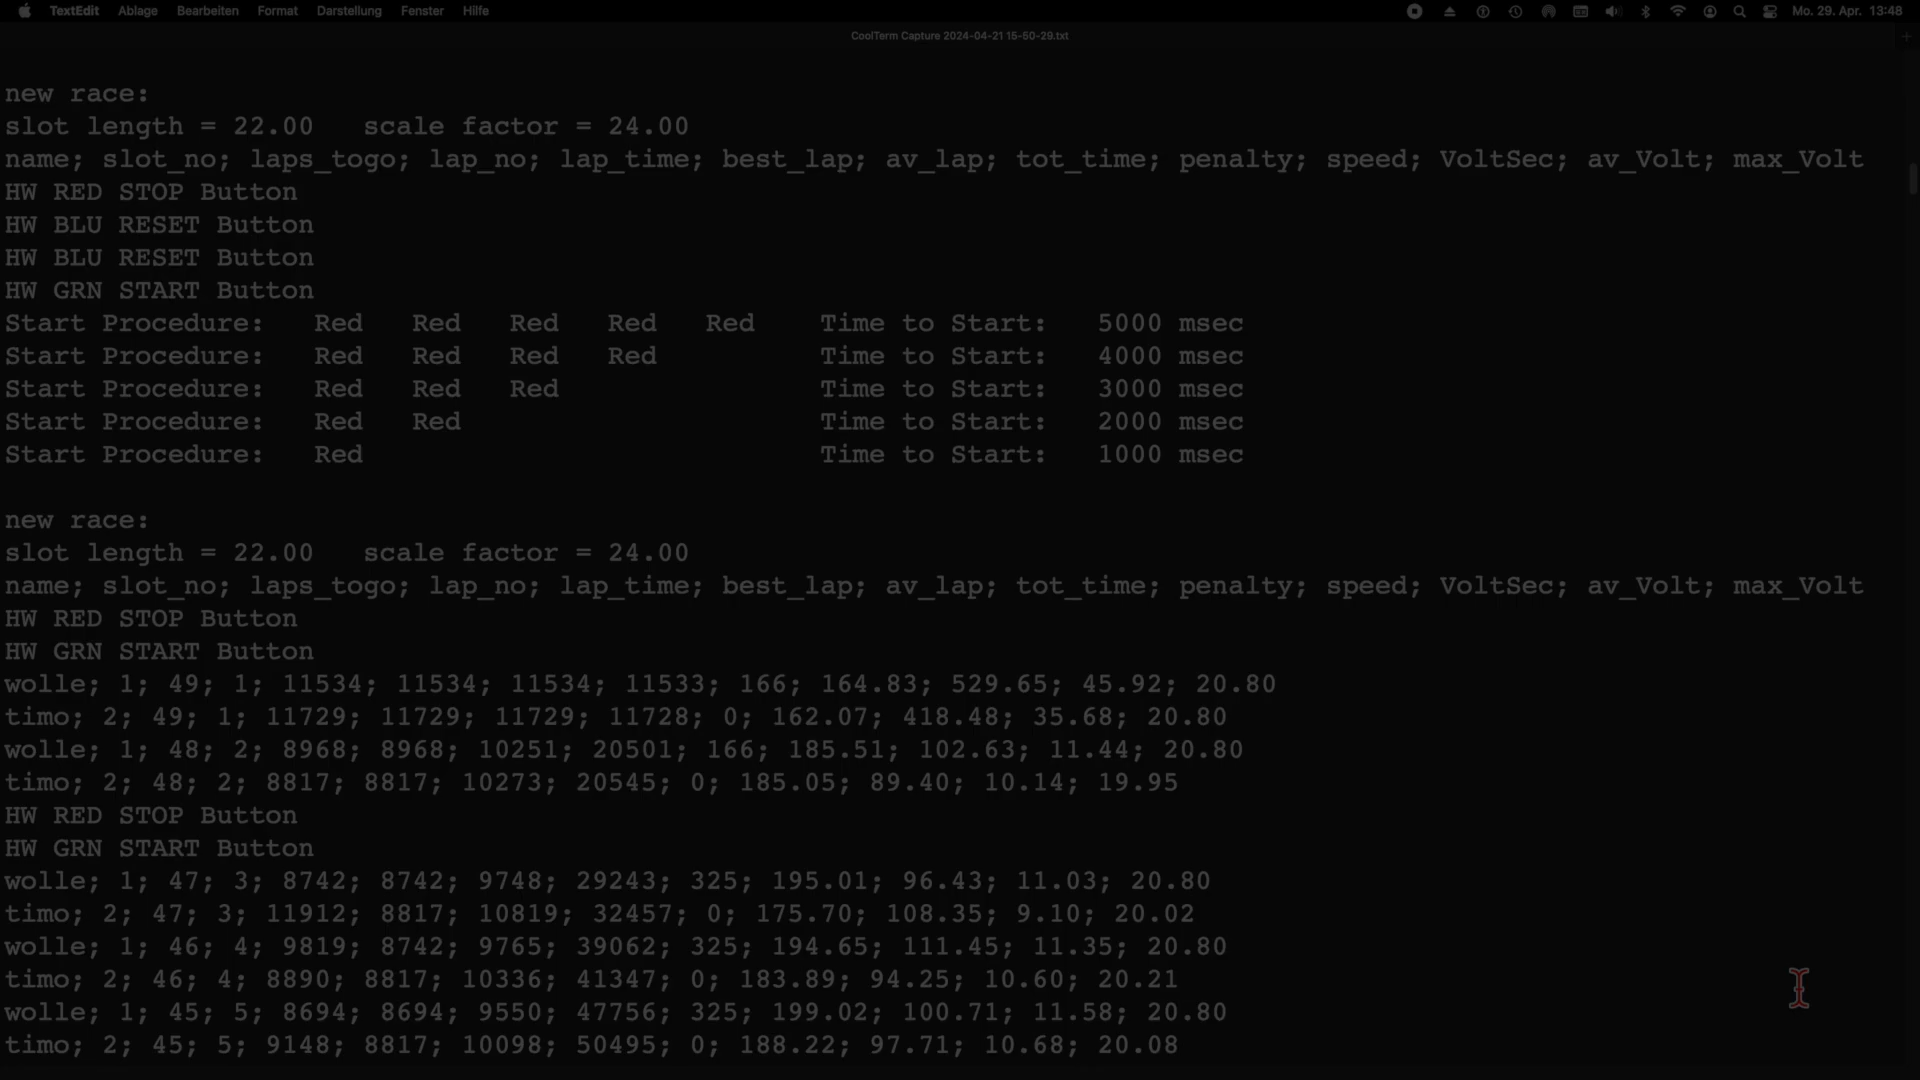 TextEdit Ablage Bearbeiten Format Darstellung Fenster Hilfe Mo. 29. Apr. 13:48
CoolTerm Capture 2024-04-21 15-50-29.txt
new race:
slot length = 22.00   scale factor = 24.00
name; slot_no; laps_togo; lap_no; lap_time; best_lap; av_lap; tot_time; penalty; speed; VoltSec; av_Volt; max_Volt
HW RED STOP Button
HW BLU RESET Button
HW BLU RESET Button
HW GRN START Button
Start Procedure:   Red   Red   Red   Red   Red    Time to Start:   5000 msec
Start Procedure:   Red   Red   Red   Red          Time to Start:   4000 msec
Start Procedure:   Red   Red   Red                Time to Start:   3000 msec
Start Procedure:   Red   Red                      Time to Start:   2000 msec
Start Procedure:   Red                            Time to Start:   1000 msec
new race:
slot length = 22.00   scale factor = 24.00
name; slot_no; laps_togo; lap_no; lap_time; best_lap; av_lap; tot_time; penalty; speed; VoltSec; av_Volt; max_Volt
HW RED STOP Button
HW GRN START Button
wolle; 1; 49; 1; 11534; 11534; 11534; 11533; 166; 164.83; 529.65; 45.92; 20.80
timo; 2; 49; 1; 11729; 11729; 11729; 11728; 0; 162.07; 418.48; 35.68; 20.80
wolle; 1; 48; 2; 8968; 8968; 10251; 20501; 166; 185.51; 102.63; 11.44; 20.80
timo; 2; 48; 2; 8817; 8817; 10273; 20545; 0; 185.05; 89.40; 10.14; 19.95
HW RED STOP Button
HW GRN START Button
wolle; 1; 47; 3; 8742; 8742; 9748; 29243; 325; 195.01; 96.43; 11.03; 20.80
timo; 2; 47; 3; 11912; 8817; 10819; 32457; 0; 175.70; 108.35; 9.10; 20.02
wolle; 1; 46; 4; 9819; 8742; 9765; 39062; 325; 194.65; 111.45; 11.35; 20.80
timo; 2; 46; 4; 8890; 8817; 10336; 41347; 0; 183.89; 94.25; 10.60; 20.21
wolle; 1; 45; 5; 8694; 8694; 9550; 47756; 325; 199.02; 100.71; 11.58; 20.80
timo; 2; 45; 5; 9148; 8817; 10098; 50495; 0; 188.22; 97.71; 10.68; 20.08